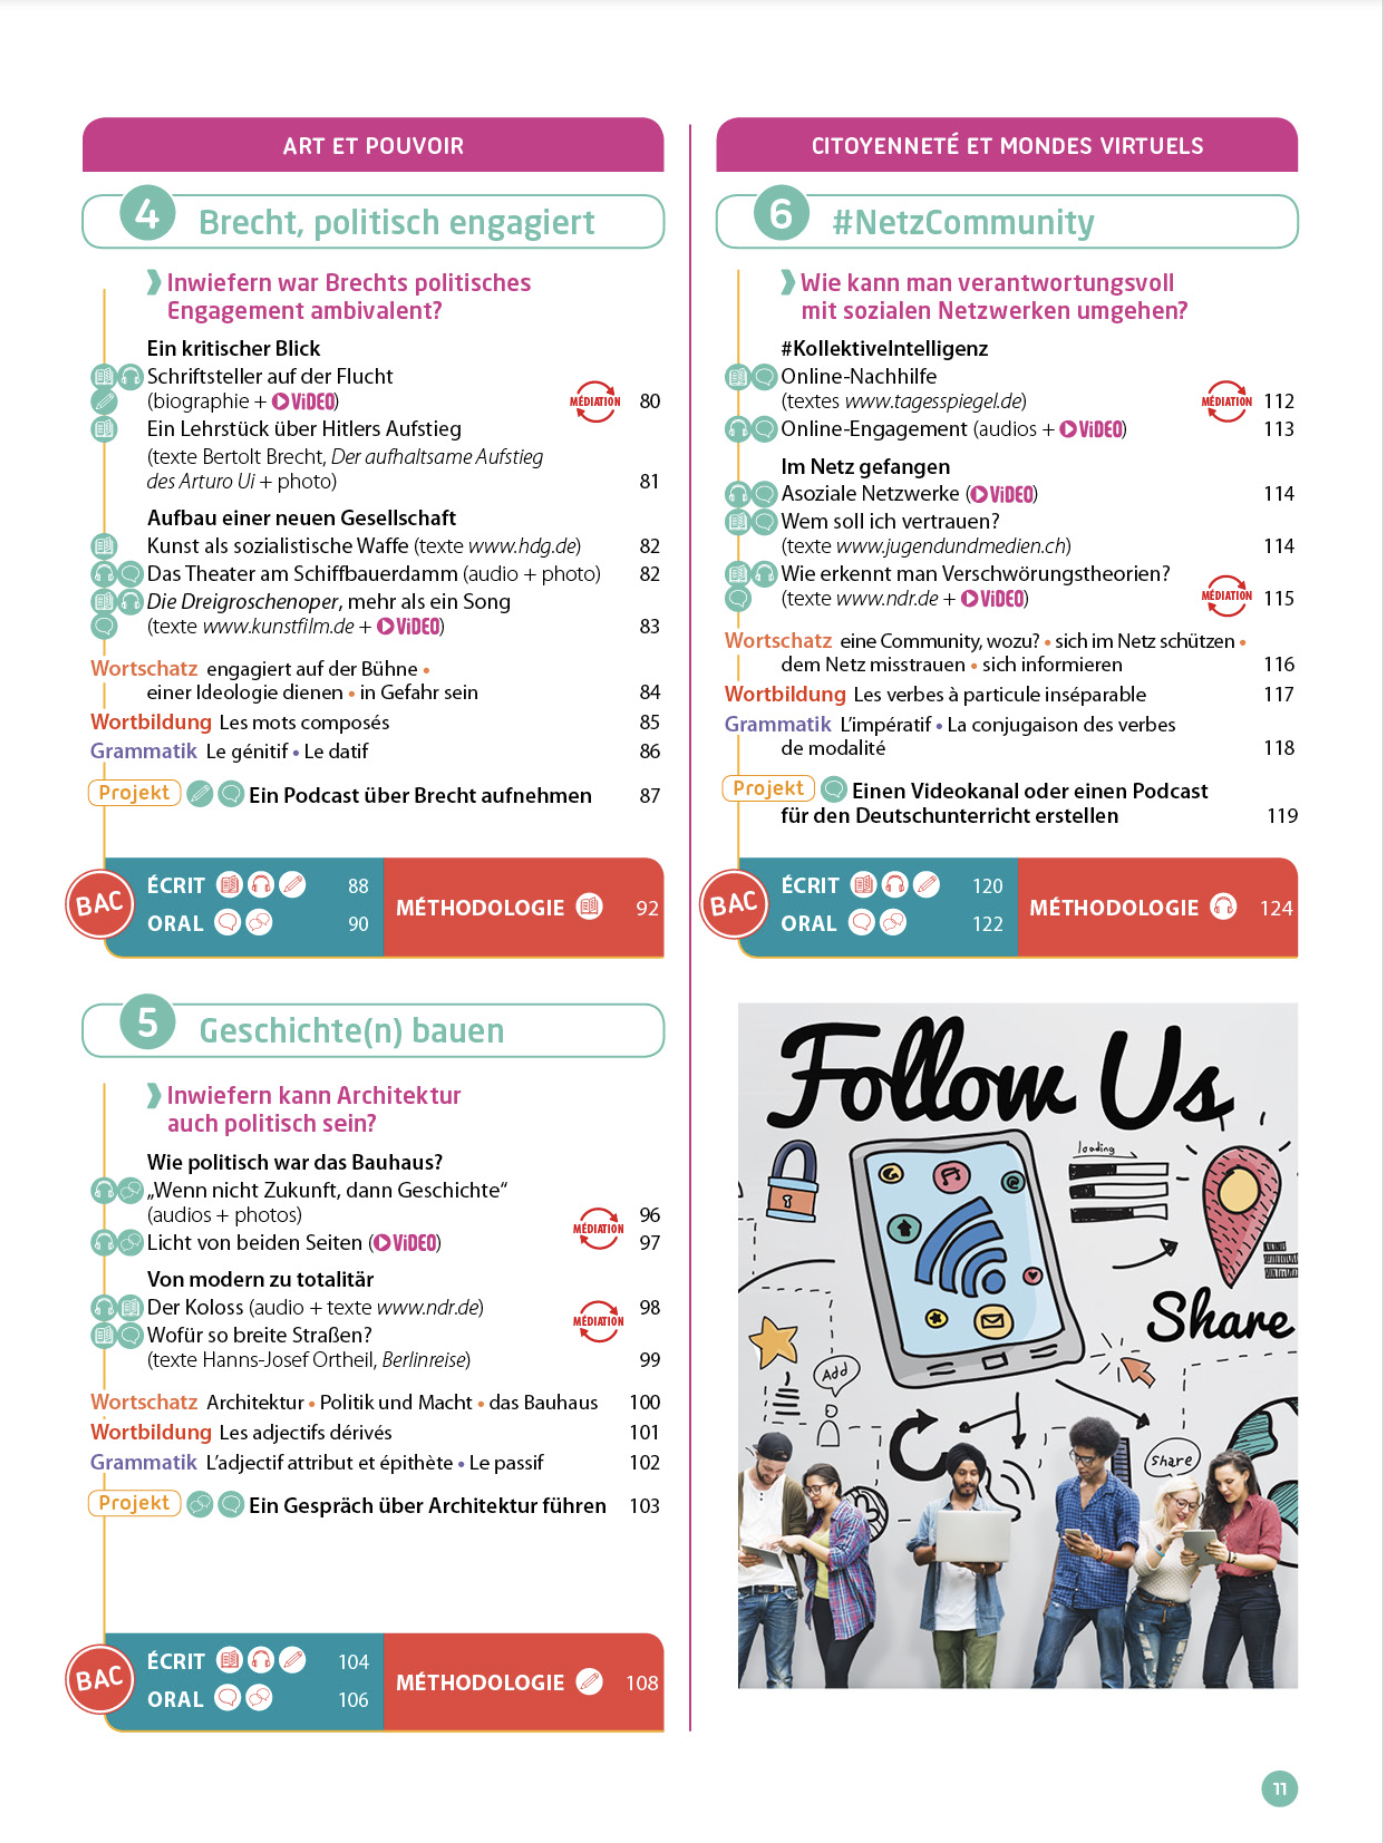 ART ET POUVOIR
4 Brecht, politisch engagiert
Inwiefern war Brechts politisches
Engagement ambivalent?
Ein kritischer Blick
Schriftsteller auf der Flucht
(biographie + ViDEO) MÉDIATION 80
Ein Lehrstück über Hitlers Aufstieg
(texte Bertolt Brecht, Der aufhaltsame Aufstieg
des Arturo Ui + photo) 81
Aufbau einer neuen Gesellschaft
Kunst als sozialistische Waffe (texte www.hdg.de) 82
Das Theater am Schiffbauerdamm (audio + photo) 82
Die Dreigroschenoper, mehr als ein Song
(texte www.kunstfilm.de + ViDEO) 83
Wortschatz engagiert auf der Bühne •
einer Ideologie dienen • in Gefahr sein 84
Wortbildung Les mots composés 85
Grammatik Le génitif • Le datif 86
Projekt Ein Podcast über Brecht aufnehmen 87
BAC
ÉCRIT 88
ORAL 90
MÉTHODOLOGIE 92
5 Geschichte(n) bauen
Inwiefern kann Architektur
auch politisch sein?
Wie politisch war das Bauhaus?
„Wenn nicht Zukunft, dann Geschichte“
(audios + photos) 96
MÉDIATION
Licht von beiden Seiten (ViDEO) 97
Von modern zu totalitär
Der Koloss (audio + texte www.ndr.de) 98
MÉDIATION
Wofür so breite Straßen?
(texte Hanns-Josef Ortheil, Berlinreise) 99
Wortschatz Architektur • Politik und Macht • das Bauhaus 100
Wortbildung Les adjectifs dérivés 101
Grammatik L’adjectif attribut et épithète • Le passif 102
Projekt Ein Gespräch über Architektur führen 103
BAC
ÉCRIT 104
ORAL 106
MÉTHODOLOGIE 108
CITOYENNETÉ ET MONDES VIRTUELS
6 #NetzCommunity
Wie kann man verantwortungsvoll
mit sozialen Netzwerken umgehen?
#KollektiveIntelligenz
Online-Nachhilfe
(textes www.tagesspiegel.de) MÉDIATION 112
Online-Engagement (audios + ViDEO) 113
Im Netz gefangen
Asoziale Netzwerke (ViDEO) 114
Wem soll ich vertrauen?
(texte www.jugendundmedien.ch) 114
Wie erkennt man Verschwörungstheorien?
(texte www.ndr.de + ViDEO) MÉDIATION 115
Wortschatz eine Community, wozu? • sich im Netz schützen •
dem Netz misstrauen • sich informieren 116
Wortbildung Les verbes à particule inséparable 117
Grammatik L’impératif • La conjugaison des verbes
de modalité 118
Projekt Einen Videokanal oder einen Podcast
für den Deutschunterricht erstellen 119
BAC
ÉCRIT 120
ORAL 122
MÉTHODOLOGIE 124
Follow Us
loading
Share
Add
share
11